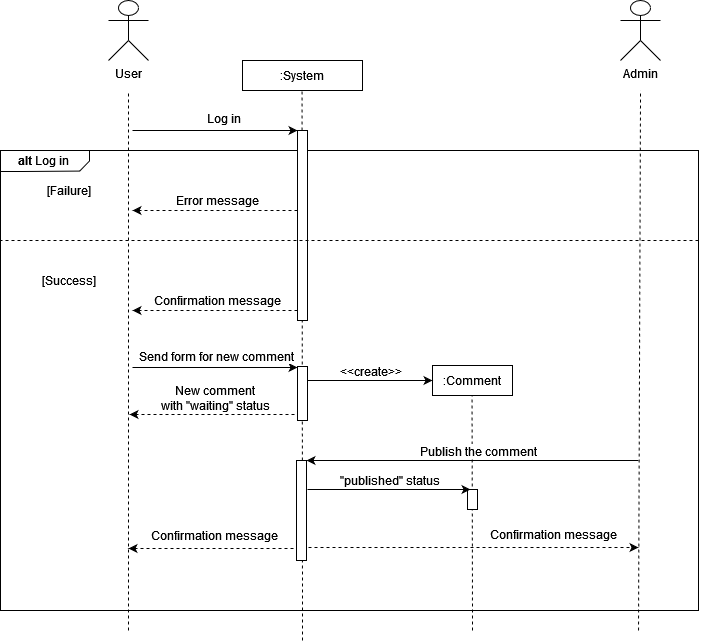 User
:System
Admin
Log in
alt Log in
[Failure]
Error message
[Success]
Confirmation message
Send form for new comment
<<create>>
:Comment
New comment
with "waiting" status
Publish the comment
"published" status
Confirmation message
Confirmation message